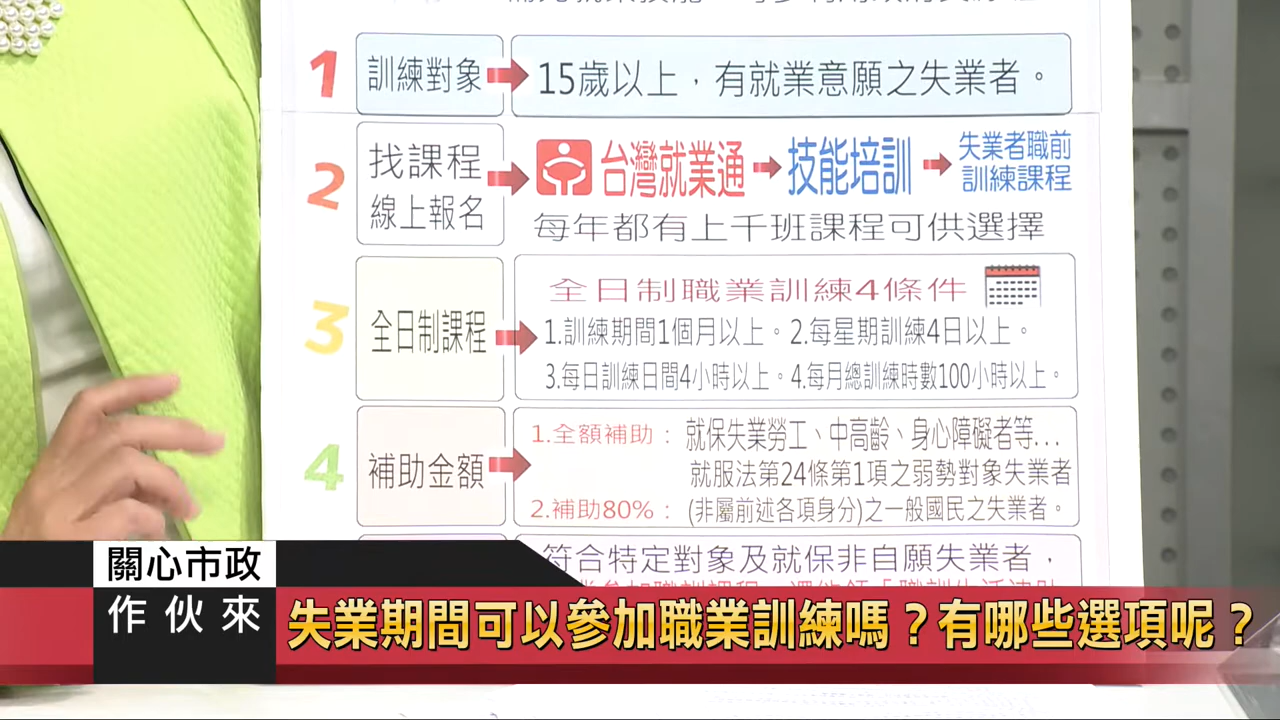 1 訓練對象 15歲以上，有就業意願之失業者。
2 找課程
線上報名
台灣就業通 技能培訓 失業者職前
訓練課程
每年都有上千班課程可供選擇
3 全日制課程
全日制職業訓練4條件
1.訓練期間1個月以上。2.每星期訓練4日以上。
3.每日訓練日間4小時以上。4.每月總訓練時數100小時以上。
4 補助金額
1.全額補助：就保失業勞工、中高齡、身心障礙者等...
就服法第24條第1項之弱勢對象失業者
2.補助80%：(非屬前述各項身分)之一般國民之失業者。
符合特定對象及就保非自願失業者，
關心市政
作伙來
失業期間可以參加職業訓練嗎？有哪些選項呢？